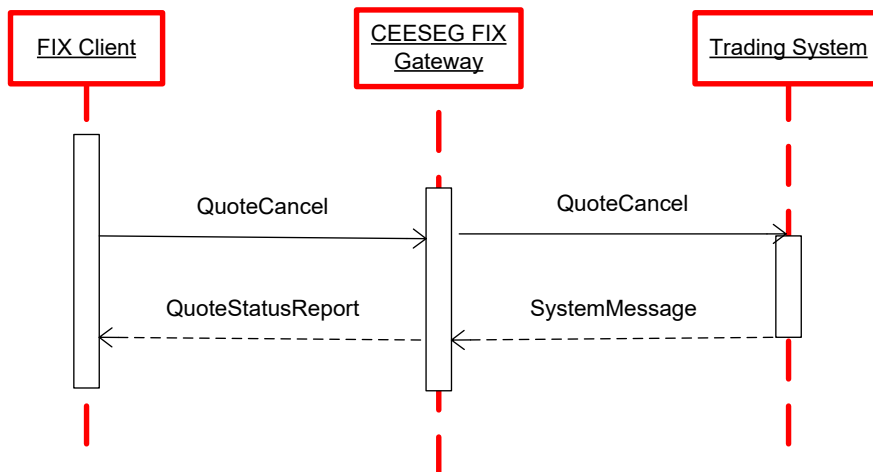 FIX Client
CEESEG FIX
Gateway
Trading System
QuoteCancel
QuoteCancel
QuoteStatusReport
SystemMessage